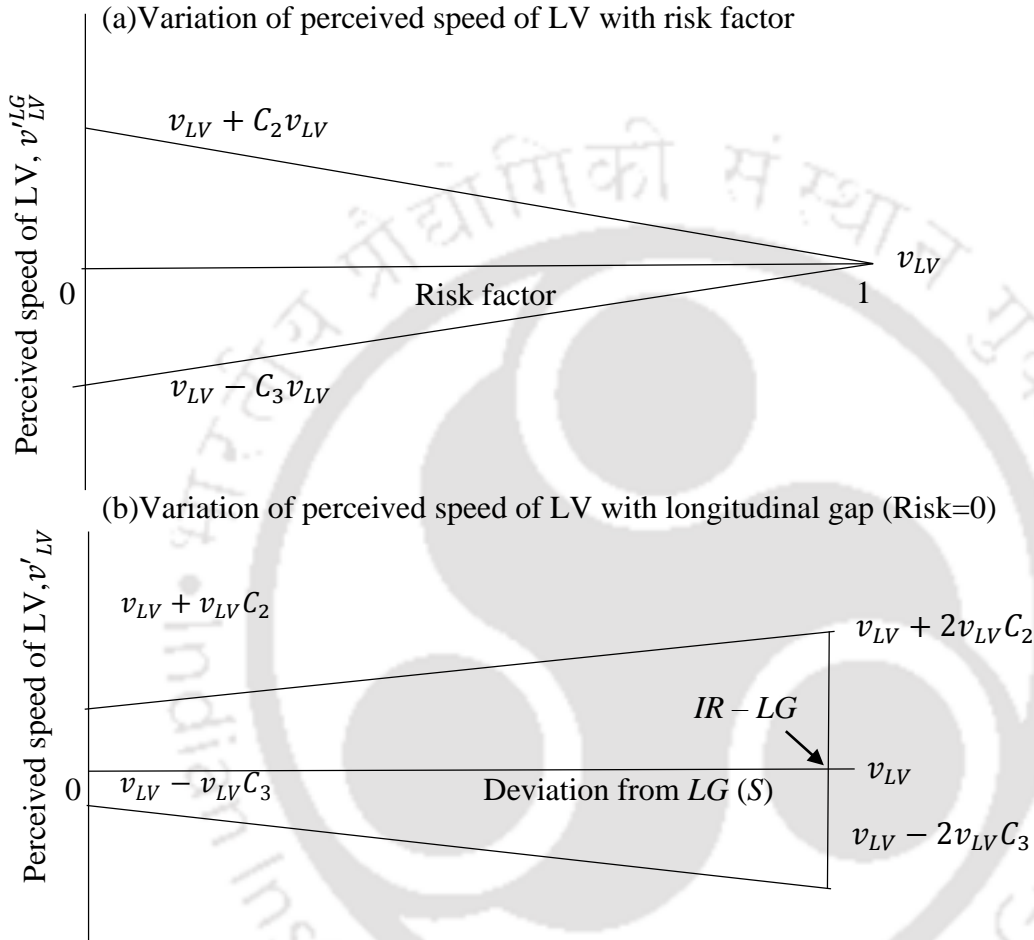 (a)Variation of perceived speed of LV with risk factor
Perceived speed of LV, $v'^{LG}_{LV}$
$v_{LV} + C_2v_{LV}$
$v_{LV}$
0
Risk factor
1
$v_{LV} - C_3v_{LV}$
(b)Variation of perceived speed of LV with longitudinal gap (Risk=0)
Perceived speed of LV,$v'_{LV}$
$v_{LV} + v_{LV}C_2$
$v_{LV} + 2v_{LV}C_2$
IR – LG
0
$v_{LV} - v_{LV}C_3$
Deviation from LG (S)
$v_{LV}$
$v_{LV} - 2v_{LV}C_3$
भारतीय प्रौद्योगिकी संस्थान
Indian Ins